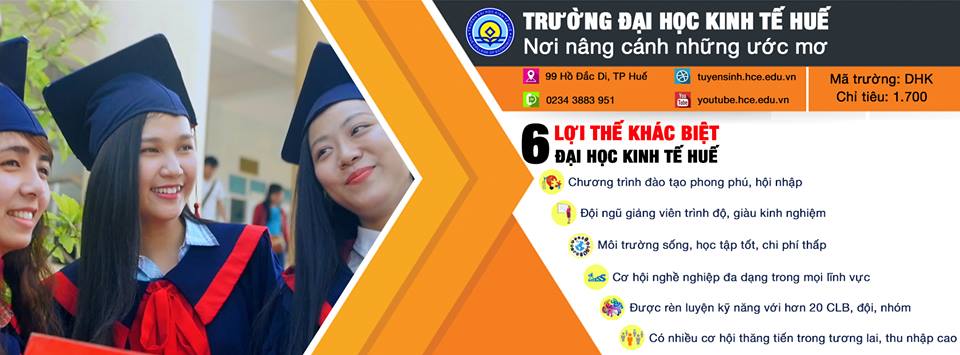 TRƯỜNG ĐẠI HỌC KINH TẾ HUẾ
Nơi nâng cánh những ước mơ
99 Hồ Đắc Di, TP Huế
tuyensinh.hce.edu.vn
0234 3883 951
youtube.hce.edu.vn
Mã trường: DHK
Chỉ tiêu: 1.700
6 LỢI THẾ KHÁC BIỆT
ĐẠI HỌC KINH TẾ HUẾ
Chương trình đào tạo phong phú, hội nhập
Đội ngũ giảng viên trình độ, giàu kinh nghiệm
Môi trường sống, học tập tốt, chi phí thấp
Cơ hội nghề nghiệp đa dạng trong mọi lĩnh vực
Được rèn luyện kỹ năng với hơn 20 CLB, đội, nhóm
Có nhiều cơ hội thăng tiến trong tương lai, thu nhập cao